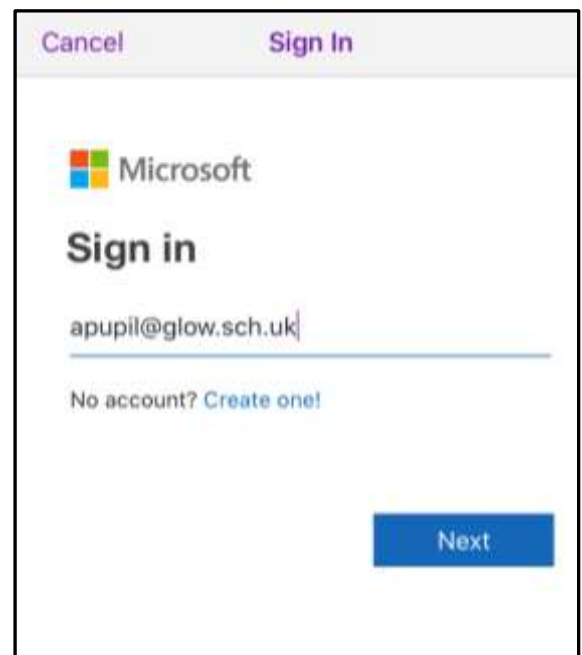 Cancel Sign In
Microsoft
Sign in
apupil@glow.sch.uk
No account? Create one!
Next